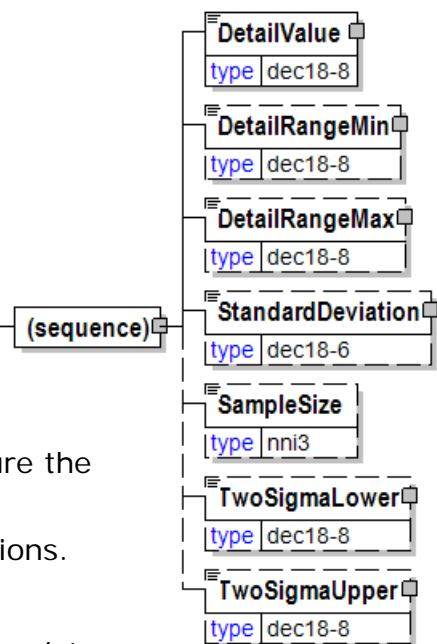 DetailValue
type dec18-8
DetailRangeMin
type dec18-8
DetailRangeMax
type dec18-8
(sequence)
StandardDeviation
type dec18-6
SampleSize
type nni3
TwoSigmaLower
type dec18-8
TwoSigmaUpper
type dec18-8
the